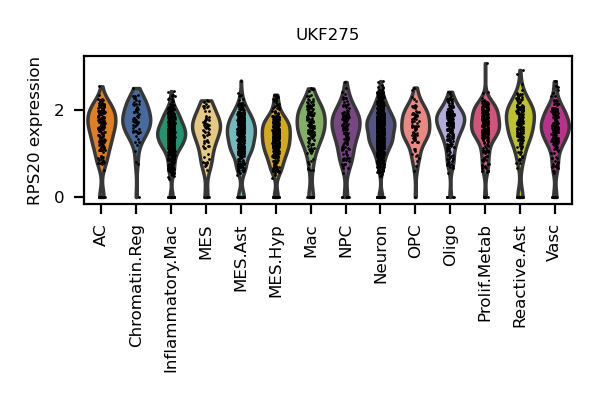 UKF275
RPS20 expression
2
0
AC
Chromatin.Reg
Inflammatory.Mac
MES
MES.Ast
MES.Hyp
Mac
NPC
Neuron
OPC
Oligo
Prolif.Metab
Reactive.Ast
Vasc